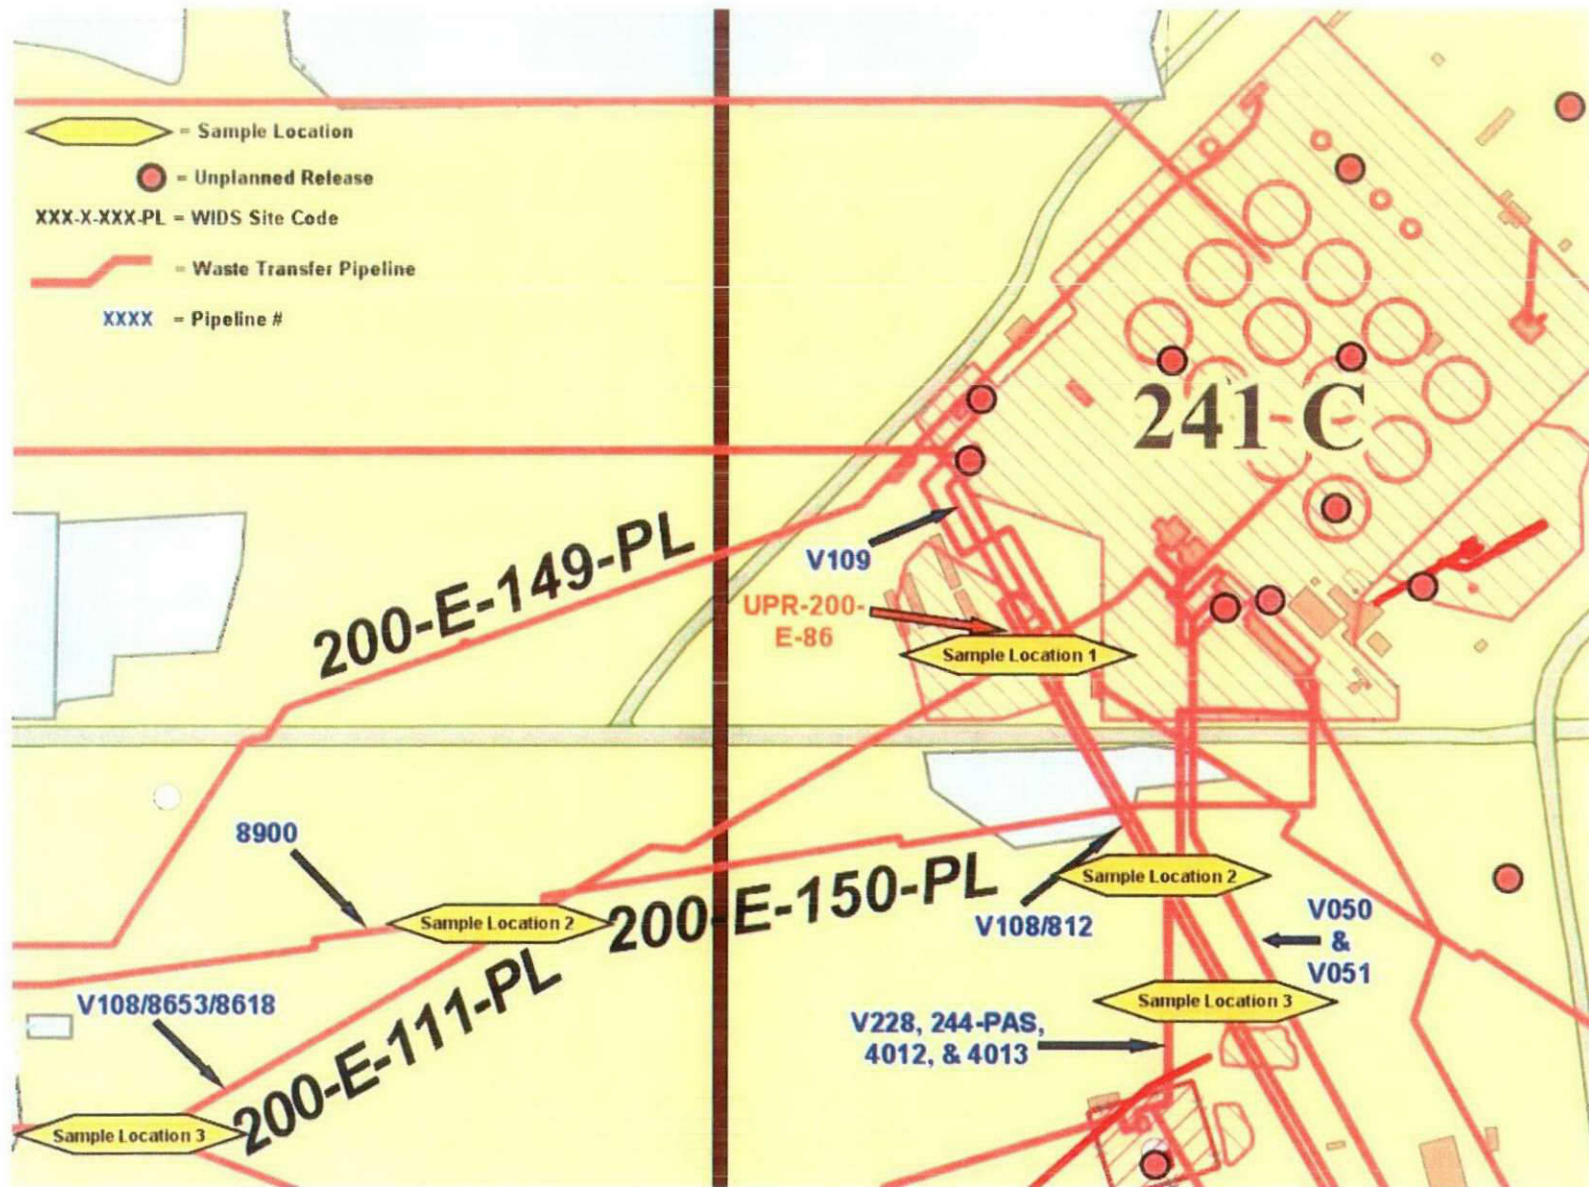 = Sample Location
= Unplanned Release
XXX-X-XXX-PL = WIDS Site Code
= Waste Transfer Pipeline
XXXX = Pipeline #
241 C
200-E-149-PL
V109
UPR-200-
E-86
Sample Location 1
8900
Sample Location 2
200-E-150-PL
Sample Location 2
V108/812
V050
&
V051
V108/8653/8618
200-E-111-PL
Sample Location 3
V228, 244-PAS,
4012, & 4013
Sample Location 3